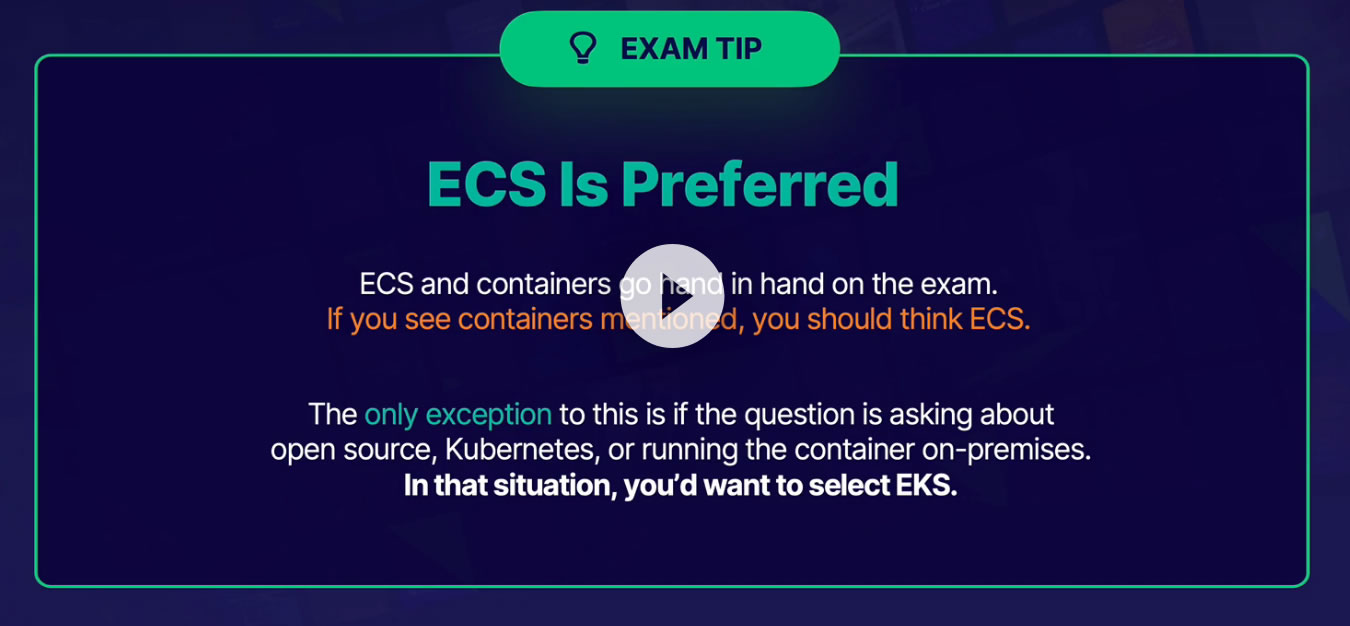 EXAM TIP
ECS Is Preferred
ECS and containers go hand in hand on the exam.
If you see containers mentioned, you should think ECS.
The only exception to this is if the question is asking about
open source, Kubernetes, or running the container on-premises.
In that situation, you’d want to select EKS.